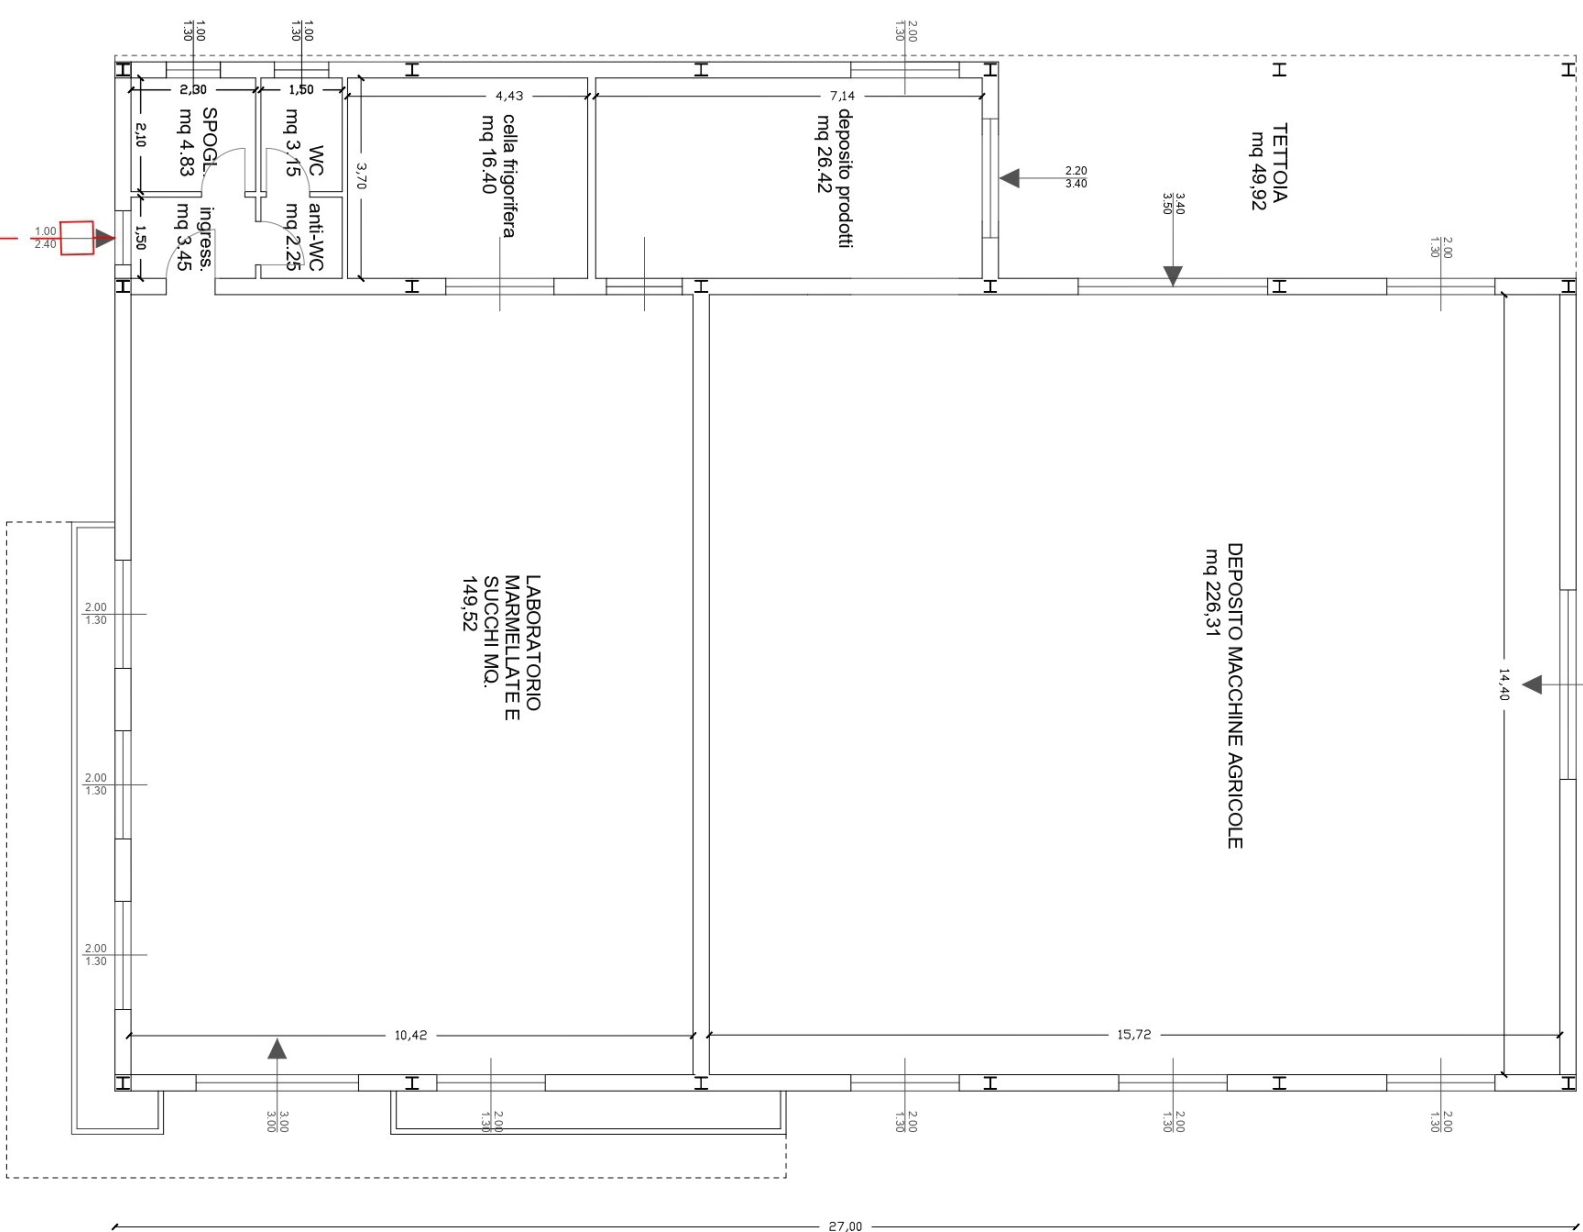 1.00
1.30
1.00
1.30
2.00
1.30
2,30
1,50
4,43
7,14
2,10
SPOGL.
mq 4.83
WC
mq 3.15
3,70
cella frigorifera
mq 16.40
deposito prodotti
mq 26.42
2.20
3.40
TETTOIA
mq 49,92
3.40
3.50
2.00
1.30
1.00
2.40
1,50
ingress.
mq 3.45
anti-WC
mq 2.25
LABORATORIO
MARMELLATE E
SUCCHI MQ.
149,52
DEPOSITO MACCHINE AGRICOLE
mq 226,31
14,40
2.00
1.30
2.00
1.30
2.00
1.30
10,42
15,72
3.00
3.00
2.00
1.30
2.00
1.30
2.00
1.30
2.00
1.30
27,00